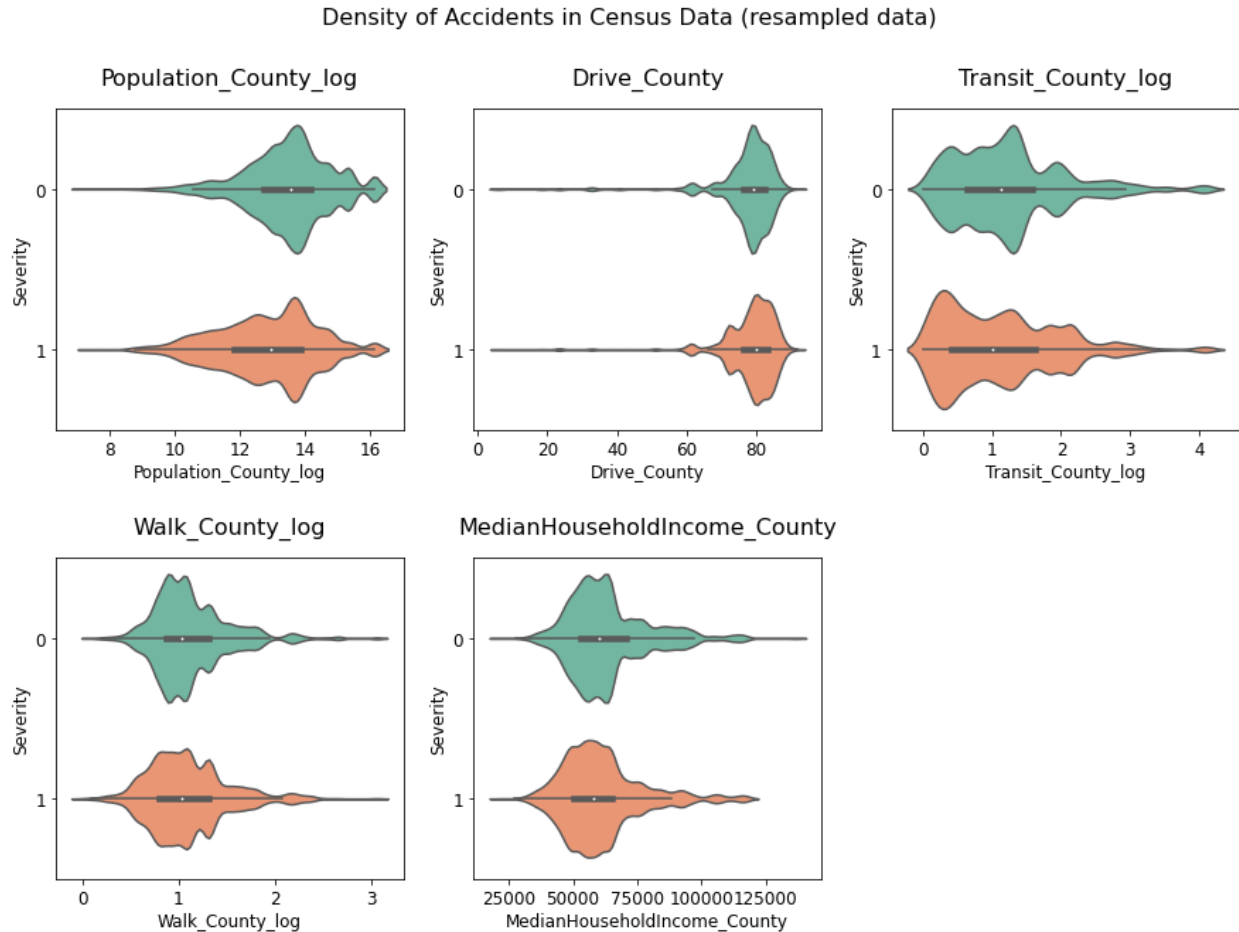 Density of Accidents in Census Data (resampled data)
Population_County_log
Severity
0
1
8 10 12 14 16
Population_County_log
Drive_County
Severity
0
1
0 20 40 60 80
Drive_County
Transit_County_log
Severity
0
1
0 1 2 3 4
Transit_County_log
Walk_County_log
Severity
0
1
0 1 2 3
Walk_County_log
MedianHouseholdIncome_County
Severity
0
1
25000 50000 75000 100000 125000
MedianHouseholdIncome_County